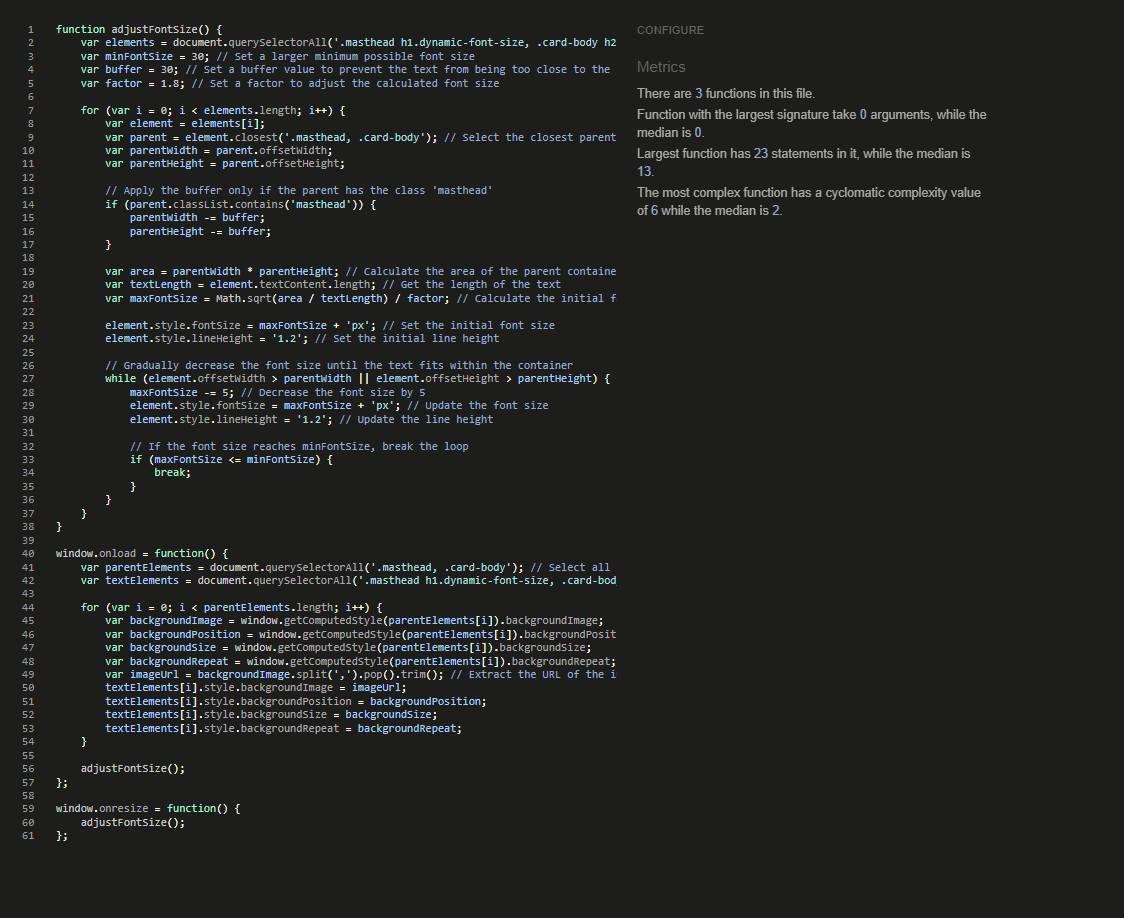 1 function adjustFontSize() {
2 var elements = document.querySelectorAll('.masthead h1.dynamic-font-size, .card-body h2
3 var minFontSize = 30; // Set a larger minimum possible font size
4 var buffer = 30; // Set a buffer value to prevent the text from being too close to the
5 var factor = 1.8; // Set a factor to adjust the calculated font size
6
7 for (var i = 0; i < elements.length; i++) {
8 var element = elements[i];
9 var parent = element.closest('.masthead, .card-body'); // Select the closest parent
10 var parentWidth = parent.offsetWidth;
11 var parentHeight = parent.offsetHeight;
12
13 // Apply the buffer only if the parent has the class 'masthead'
14 if (parent.classList.contains('masthead')) {
15 parentWidth -= buffer;
16 parentHeight -= buffer;
17 }
18
19 var area = parentWidth * parentHeight; // Calculate the area of the parent containe
20 var textLength = element.textContent.length; // Get the length of the text
21 var maxFontSize = Math.sqrt(area / textLength) / factor; // Calculate the initial f
22
23 element.style.fontSize = maxFontSize + 'px'; // Set the initial font size
24 element.style.lineHeight = '1.2'; // Set the initial line height
25
26 // Gradually decrease the font size until the text fits within the container
27 while (element.offsetWidth > parentWidth || element.offsetHeight > parentHeight) {
28 maxFontSize -= 5; // Decrease the font size by 5
29 element.style.fontSize = maxFontSize + 'px'; // Update the font size
30 element.style.lineHeight = '1.2'; // Update the line height
31
32 // If the font size reaches minFontSize, break the loop
33 if (maxFontSize <= minFontSize) {
34 break;
35 }
36 }
37 }
38 }
39
40 window.onload = function() {
41 var parentElements = document.querySelectorAll('.masthead, .card-body'); // Select all
42 var textElements = document.querySelectorAll('.masthead h1.dynamic-font-size, .card-bod
43
44 for (var i = 0; i < parentElements.length; i++) {
45 var backgroundImage = window.getComputedStyle(parentElements[i]).backgroundImage;
46 var backgroundPosition = window.getComputedStyle(parentElements[i]).backgroundPosit
47 var backgroundSize = window.getComputedStyle(parentElements[i]).backgroundSize;
48 var backgroundRepeat = window.getComputedStyle(parentElements[i]).backgroundRepeat;
49 var imageUrl = backgroundImage.split(',').pop().trim(); // Extract the URL of the i
50 textElements[i].style.backgroundImage = imageUrl;
51 textElements[i].style.backgroundPosition = backgroundPosition;
52 textElements[i].style.backgroundSize = backgroundSize;
53 textElements[i].style.backgroundRepeat = backgroundRepeat;
54 }
55
56 adjustFontSize();
57 };
58
59 window.onresize = function() {
60 adjustFontSize();
61 };
CONFIGURE
Metrics
There are 3 functions in this file.
Function with the largest signature take 0 arguments, while the
median is 0.
Largest function has 23 statements in it, while the median is
13.
The most complex function has a cyclomatic complexity value
of 6 while the median is 2.